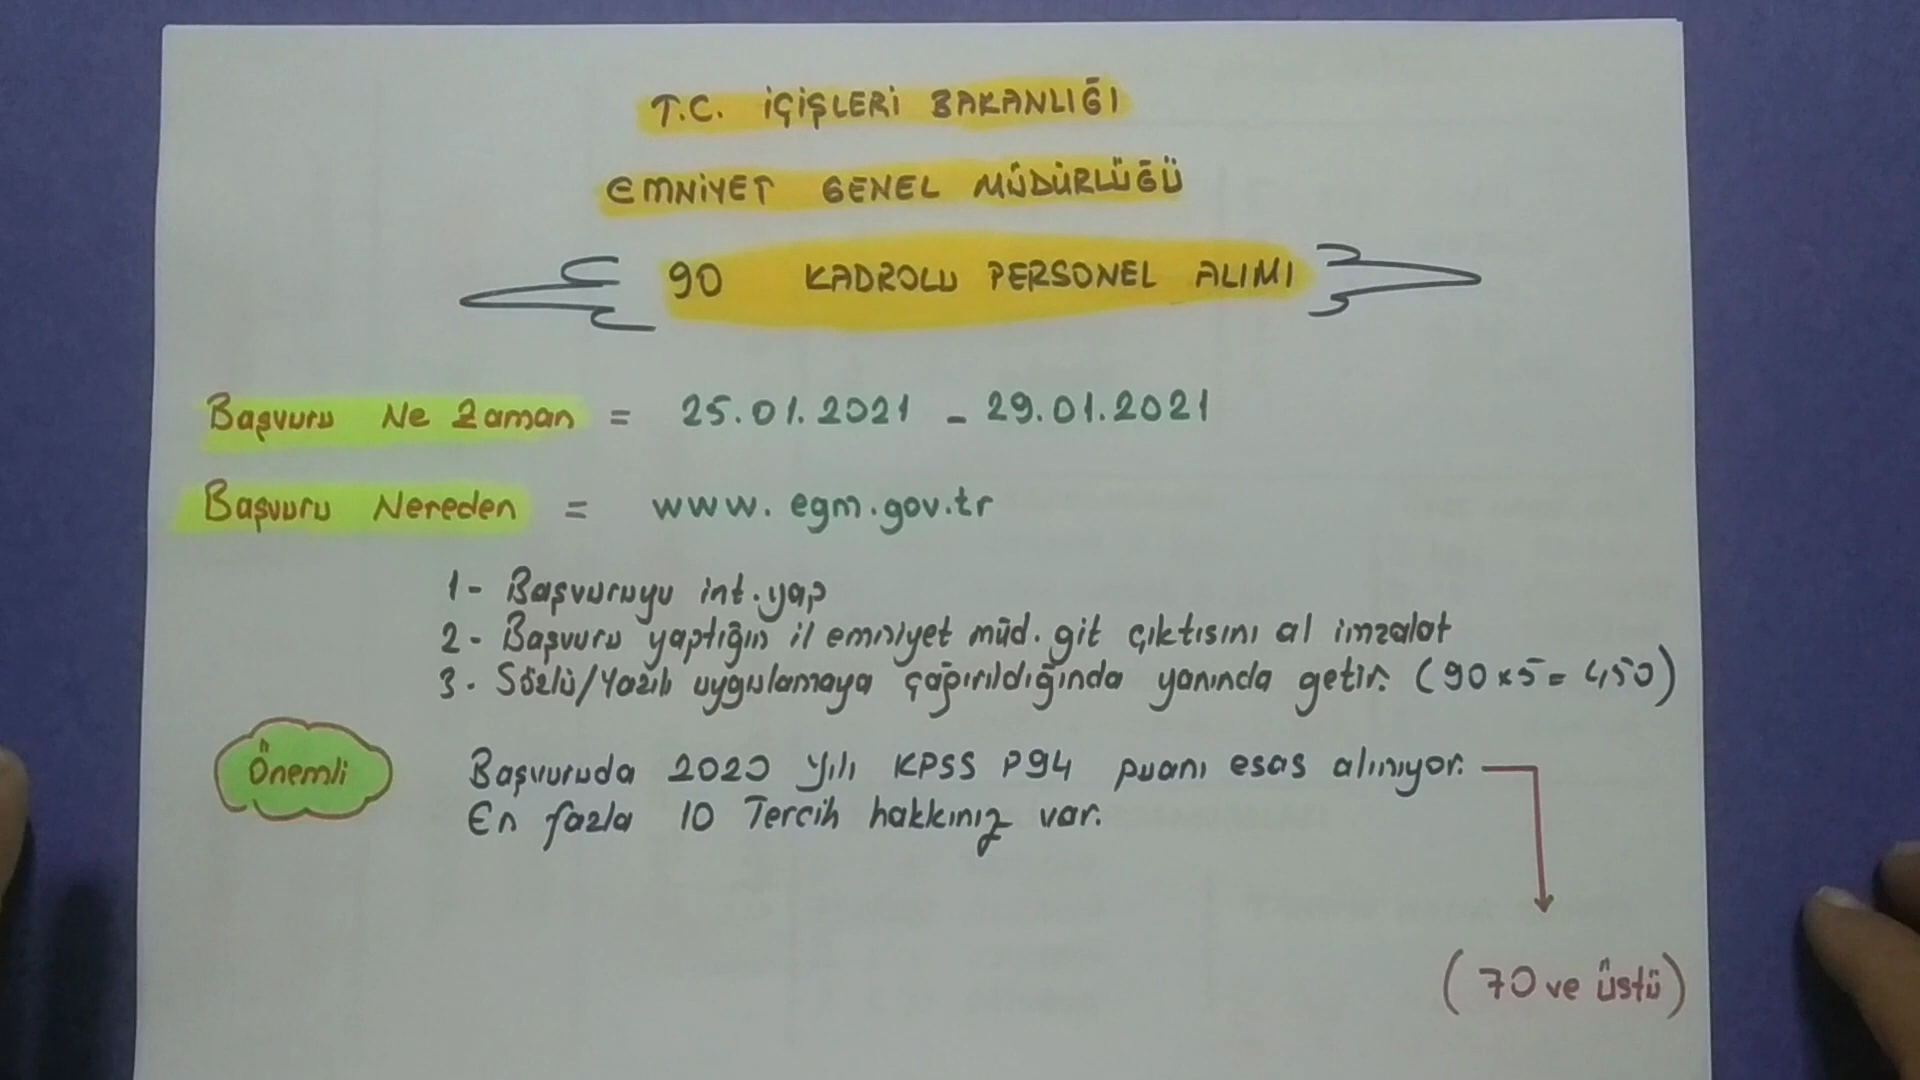 T.C. İÇİŞLERİ BAKANLIĞI
EMNİYET GENEL MÜDÜRLÜĞÜ
90 KADROLU PERSONEL ALIMI
Başvuru Ne Zaman = 25.01.2021 - 29.01.2021
Başvuru Nereden = www.egm.gov.tr
1- Başvuruyu int.yap
2- Başvuru yaptığın il emniyet müd. git çıktısını al imzalat
3- Sözlü/Yazılı uygulamaya çağırıldığında yanında getir. (90x5= 450)
Önemli Başvuruda 2020 yılı KPSS P94 puanı esas alınıyor.
En fazla 10 Tercih hakkınız var.
(70 ve üstü)